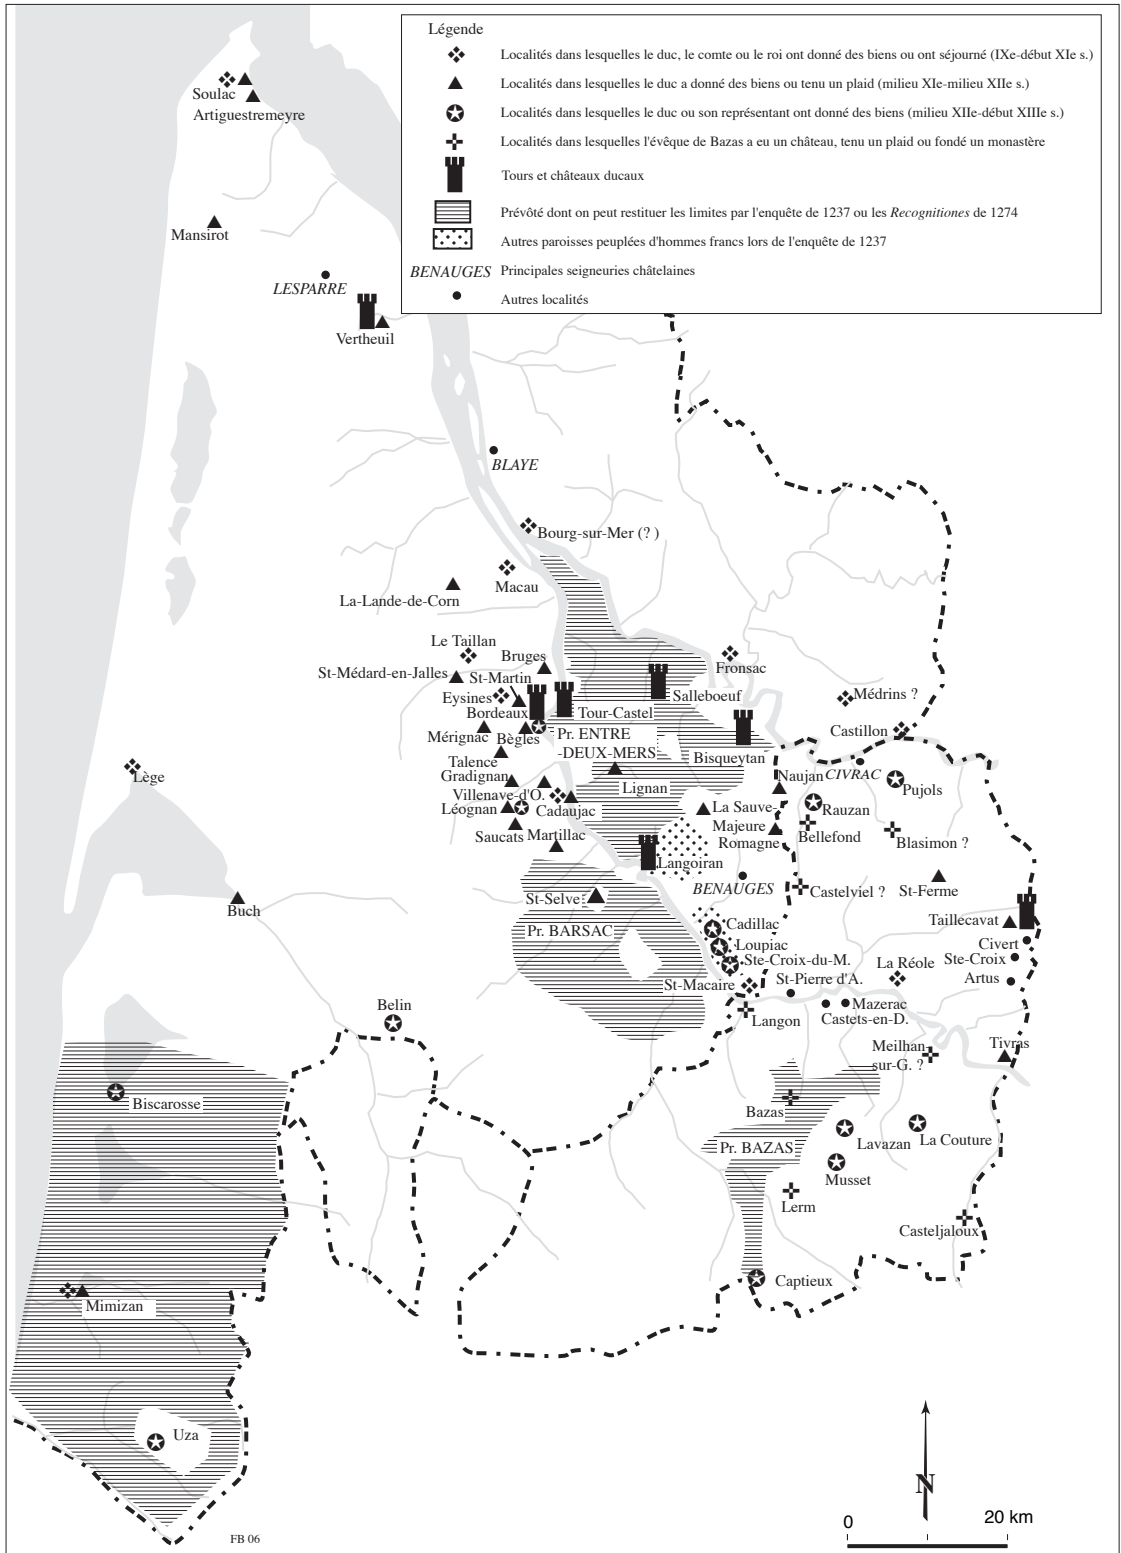 Légende
Localités dans lesquelles le duc, le comte ou le roi ont donné des biens ou ont séjourné (IXe-début XIe s.)
Localités dans lesquelles le duc a donné des biens ou tenu un plaid (milieu XIe-milieu XIIe s.)
Localités dans lesquelles le duc ou son représentant ont donné des biens (milieu XIIe-début XIIIe s.)
Localités dans lesquelles l'évêque de Bazas a eu un château, tenu un plaid ou fondé un monastère
Tours et châteaux ducaux
Prévôté dont on peut restituer les limites par l'enquête de 1237 ou les Recognitiones de 1274
Autres paroisses peuplées d'hommes francs lors de l'enquête de 1237
BENAUGES Principales seigneuries châtelaines
Autres localités
Soulac
Artiguestremeyre
Mansirot
LESPARRE
Vertheuil
BLAYE
Bourg-sur-Mer (? )
Macau
La-Lande-de-Corn
Le Taillan
Bruges
St-Médard-en-Jalles
St-Martin
Fronsac
Eysines
Salleboeuf
Médrins ?
Bordeaux
Tour-Castel
Castillon
Mérignac
Bègles
Pr. ENTRE
-DEUX-MERS
Bisqueytan
Talence
Lège
Gradignan
Naujan
CIVRAC
Lignan
Pujols
Villenave-d'O.
Léognan
Cadaujac
La Sauve-
Majeure
Rauzan
Saucats
Martillac
Romagne
Bellefond
Blasimon ?
Langoiran
BENAUGES
Castelviel ?
St-Ferme
Buch
St-Selve
Taillecavat
Pr. BARSAC
Cadillac
Civert
Loupiac
Ste-Croix
Ste-Croix-du-M.
La Réole
St-Macaire
St-Pierre d'A.
Artus
Belin
Mazerac
Langon
Castets-en-D.
Meilhan-
sur-G. ?
Tivras
Biscarosse
Bazas
Lavazan
La Couture
Pr. BAZAS
Musset
Lerm
Casteljaloux
Captieux
Mimizan
Uza
N
0
20 km
FB 06